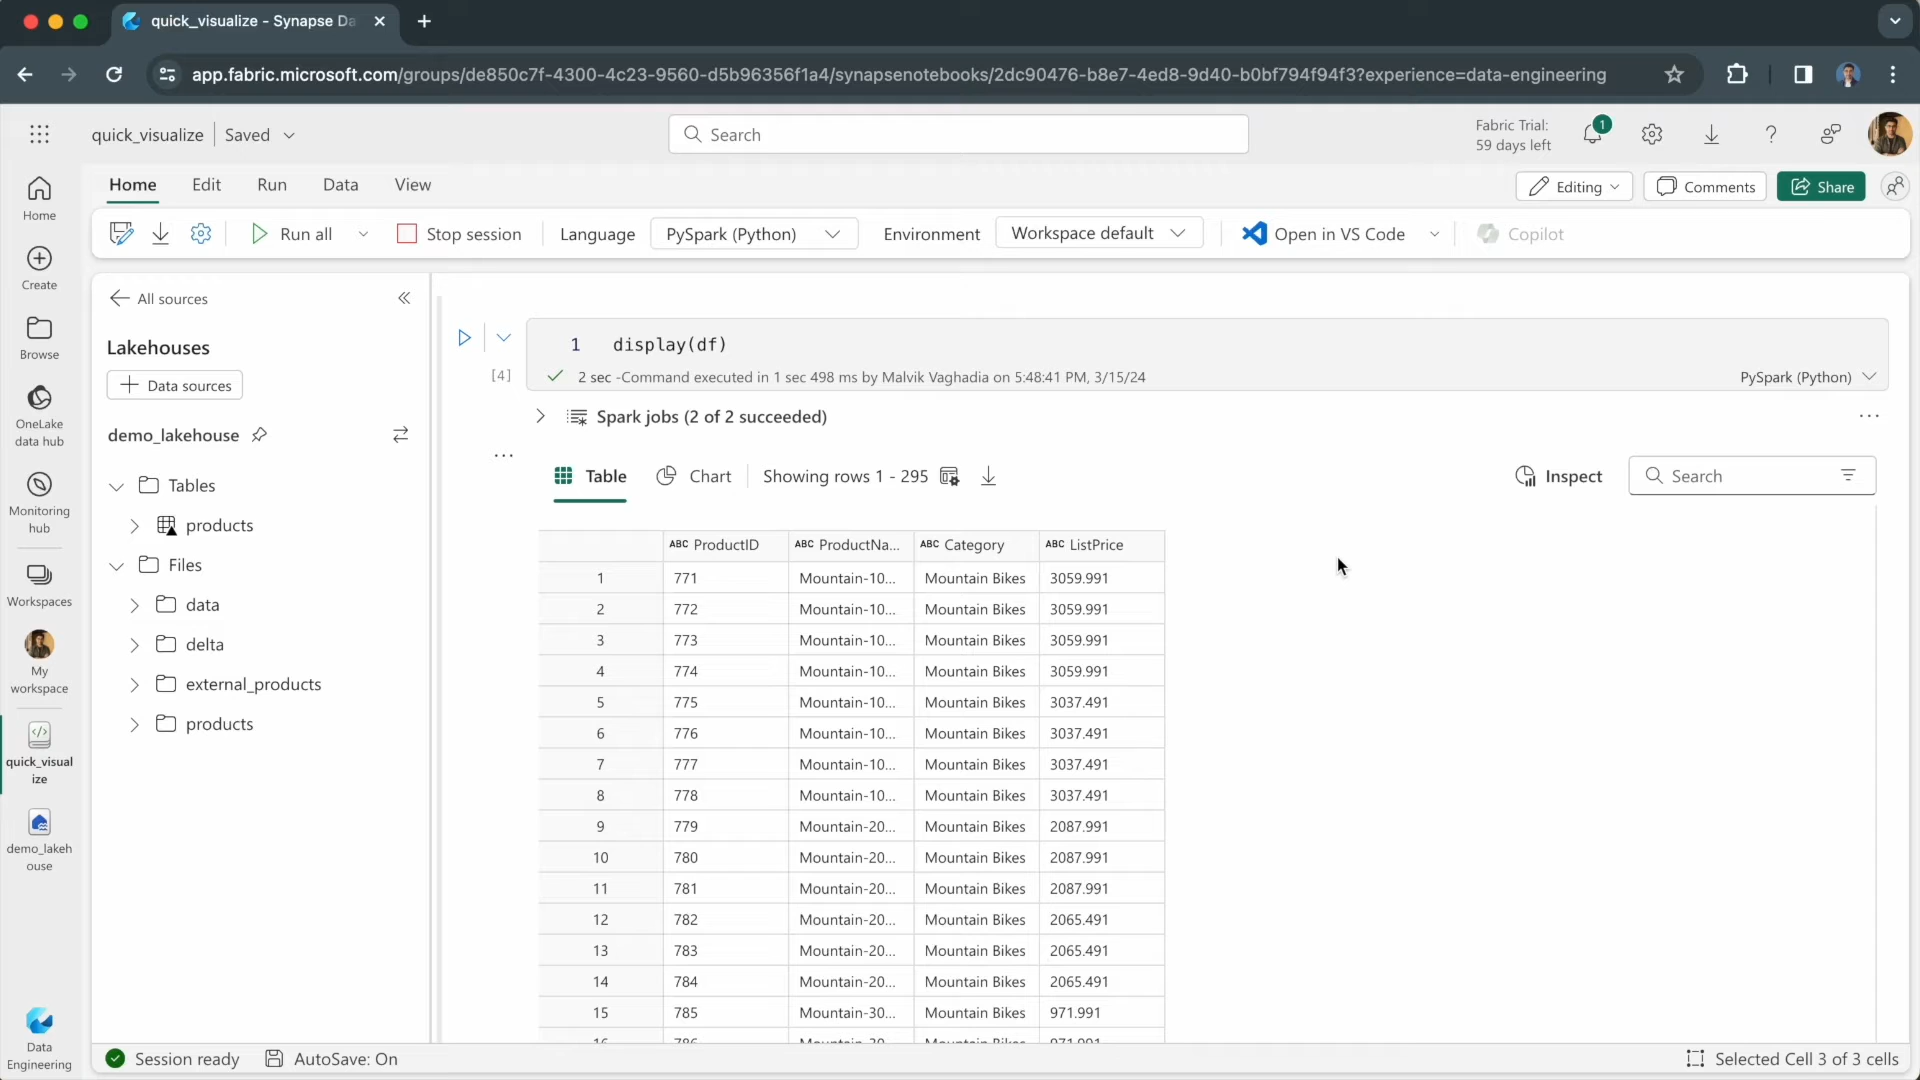 quick_visualize - Synapse Da
app.fabric.microsoft.com/groups/de850c7f-4300-4c23-9560-d5b96356f1a4/synapsenotebooks/2dc90476-b8e7-4ed8-9d40-b0bf794f94f3?experience=data-engineering
quick_visualize Saved
Search
Fabric Trial:
59 days left
1
Home Edit Run Data View
Editing Comments Share
Run all Stop session Language PySpark (Python) Environment Workspace default Open in VS Code Copilot
Home
Create
Browse
OneLake
data hub
Monitoring
hub
Workspaces
My
workspace
quick_visual
ize
demo_lakeh
ouse
Data
Engineering
All sources
Lakehouses
Data sources
demo_lakehouse
Tables
products
Files
data
delta
external_products
products
1 display(df)
[4] 2 sec -Command executed in 1 sec 498 ms by Malvik Vaghadia on 5:48:41 PM, 3/15/24 PySpark (Python)
Spark jobs (2 of 2 succeeded)
Table Chart Showing rows 1 - 295 Inspect Search
ABC ProductID ABC ProductNa... ABC Category ABC ListPrice
1 771 Mountain-10... Mountain Bikes 3059.991
2 772 Mountain-10... Mountain Bikes 3059.991
3 773 Mountain-10... Mountain Bikes 3059.991
4 774 Mountain-10... Mountain Bikes 3059.991
5 775 Mountain-10... Mountain Bikes 3037.491
6 776 Mountain-10... Mountain Bikes 3037.491
7 777 Mountain-10... Mountain Bikes 3037.491
8 778 Mountain-10... Mountain Bikes 3037.491
9 779 Mountain-20... Mountain Bikes 2087.991
10 780 Mountain-20... Mountain Bikes 2087.991
11 781 Mountain-20... Mountain Bikes 2087.991
12 782 Mountain-20... Mountain Bikes 2065.491
13 783 Mountain-20... Mountain Bikes 2065.491
14 784 Mountain-20... Mountain Bikes 2065.491
15 785 Mountain-30... Mountain Bikes 971.991
16 786 Mountain-30... Mountain Bikes 971.991
Session ready AutoSave: On Selected Cell 3 of 3 cells